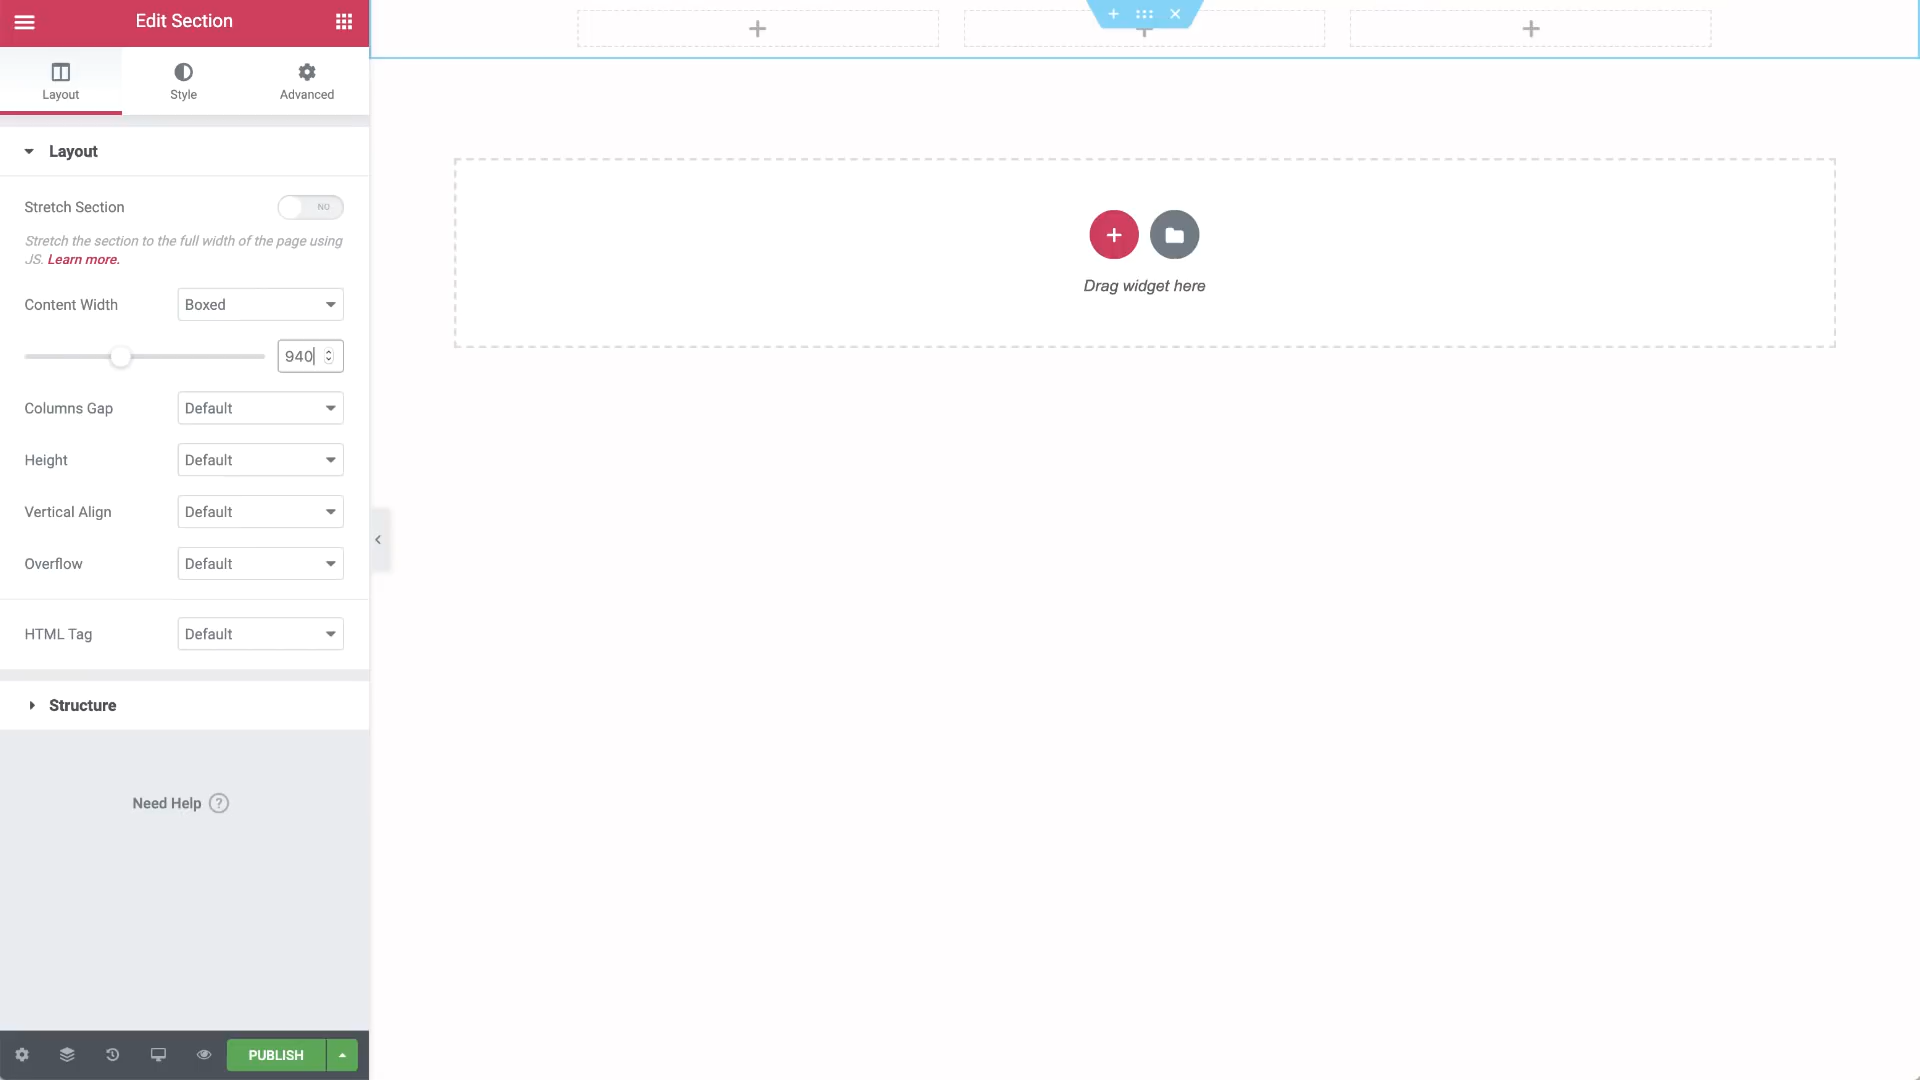 Edit Section
Layout
Style
Advanced
Layout
Stretch Section
NO
Stretch the section to the full width of the page using
JS. Learn more.
Content Width
Boxed
940
Columns Gap
Default
Height
Default
Vertical Align
Default
Overflow
Default
HTML Tag
Default
Structure
Need Help ?
PUBLISH
Drag widget here